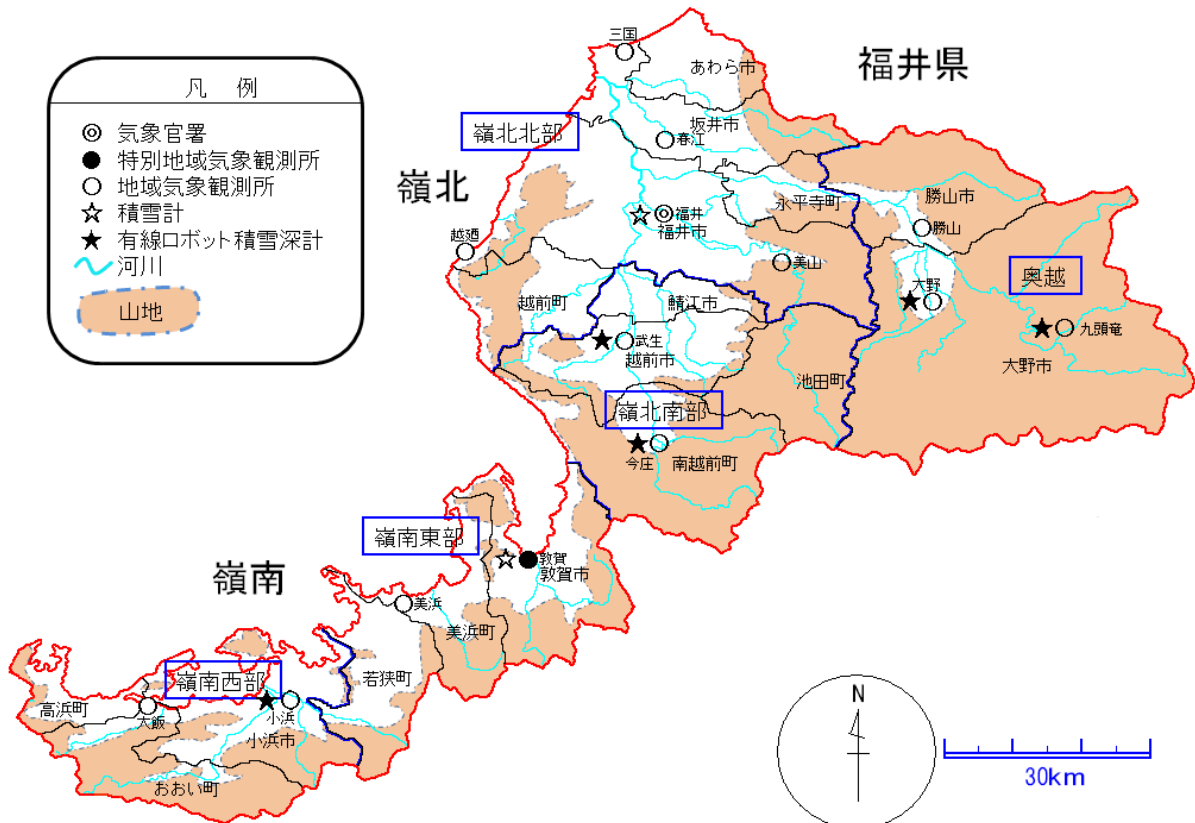 福井県
凡　例
気象官署
特別地域気象観測所
地域気象観測所
積雪計
有線ロボット積雪深計
河川
山地
三国
あわら市
坂井市
嶺北北部
春江
嶺北
勝山市
永平寺町
福井
福井市
勝山
越廼
美山
奥越
大野
越前町
鯖江市
九頭竜
武生
越前市
大野市
池田町
嶺北南部
今庄
南越前町
嶺南東部
敦賀
敦賀市
嶺南
美浜
美浜町
若狭町
嶺南西部
高浜町
大飯
小浜
小浜市
おおい町
N
30km